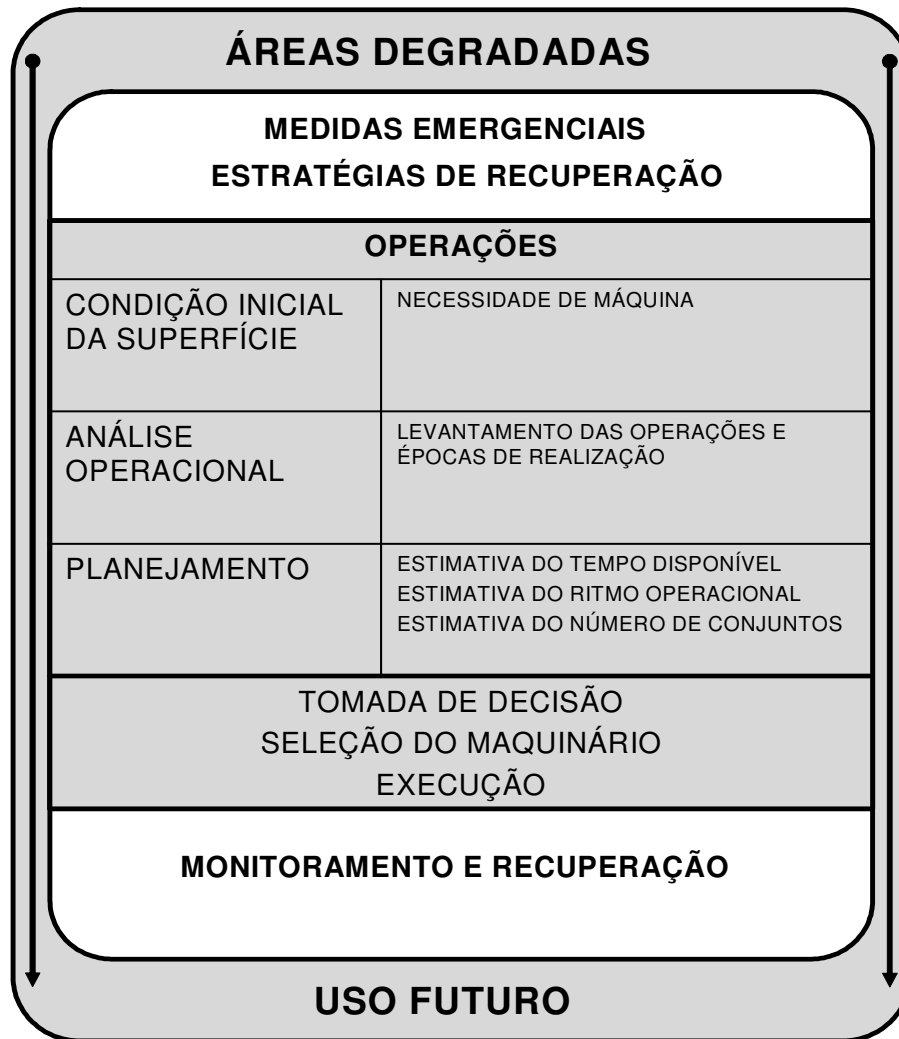 ÁREAS DEGRADADAS
MEDIDAS EMERGENCIAIS
ESTRATÉGIAS DE RECUPERAÇÃO
OPERAÇÕES
CONDIÇÃO INICIAL
DA SUPERFÍCIE
NECESSIDADE DE MÁQUINA
ANÁLISE
OPERACIONAL
LEVANTAMENTO DAS OPERAÇÕES E
ÉPOCAS DE REALIZAÇÃO
PLANEJAMENTO
ESTIMATIVA DO TEMPO DISPONÍVEL
ESTIMATIVA DO RITMO OPERACIONAL
ESTIMATIVA DO NÚMERO DE CONJUNTOS
TOMADA DE DECISÃO
SELEÇÃO DO MAQUINÁRIO
EXECUÇÃO
MONITORAMENTO E RECUPERAÇÃO
USO FUTURO